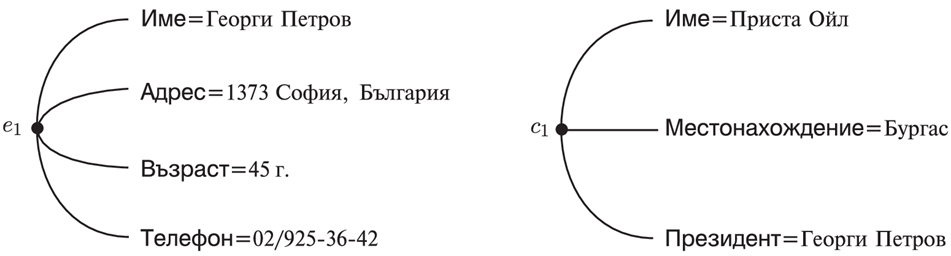 Име=Георги Петров
Адрес=1373 София, България
e1
Възраст=45 г.
Телефон=02/925-36-42
Име=Приста Ойл
c1
Местонахождение=Бургас
Президент=Георги Петров